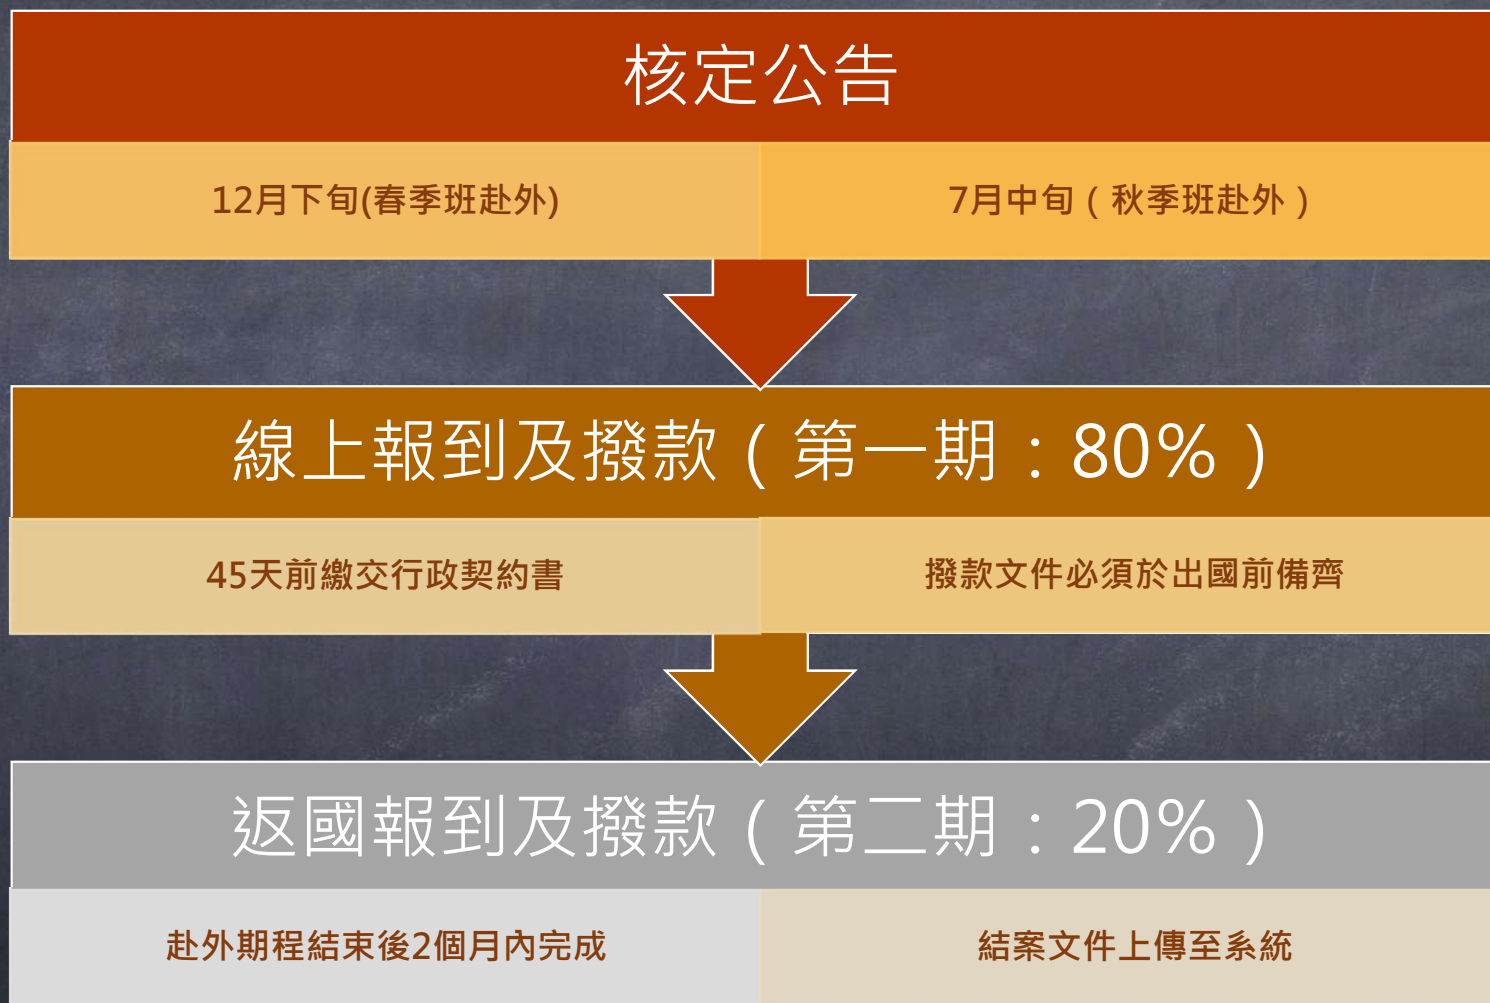 核定公告
12月下旬(春季班赴外)
7月中旬（秋季班赴外）
線上報到及撥款（第一期：80%）
45天前繳交行政契約書
撥款文件必須於出國前備齊
返國報到及撥款（第二期：20%）
赴外期程結束後2個月內完成
結案文件上傳至系統